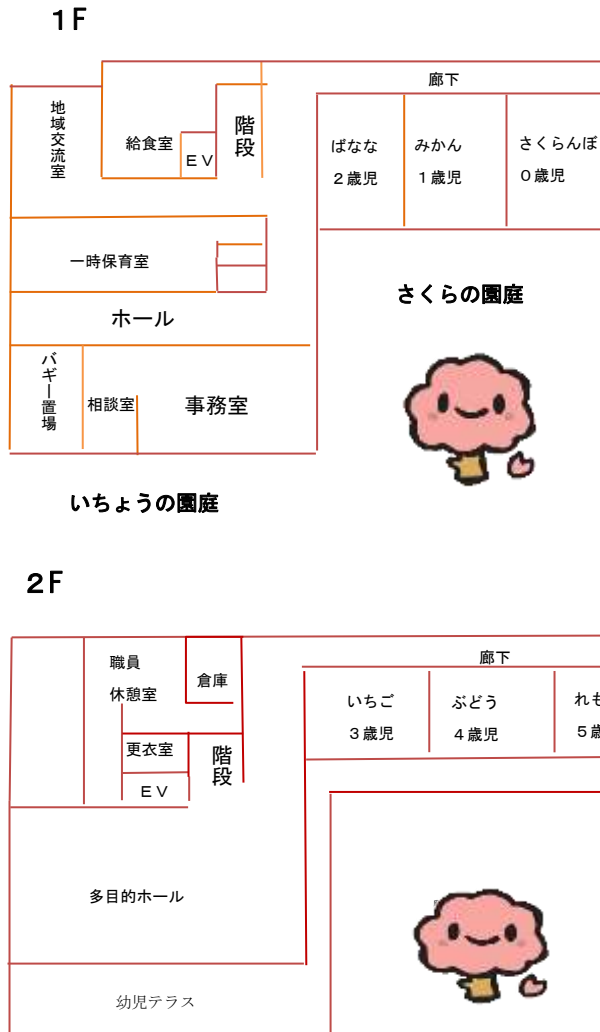 1F
廊下
地域交流室
給食室
EV
階段
ばなな
2歳児
みかん
1歳児
さくらんぼ
0歳児
一時保育室
さくらの園庭
ホール
バギー置場
相談室
事務室
いちょうの園庭
2F
職員
休憩室
倉庫
廊下
いちご
3歳児
ぶどう
4歳児
更衣室
階段
EV
多目的ホール
幼児テラス